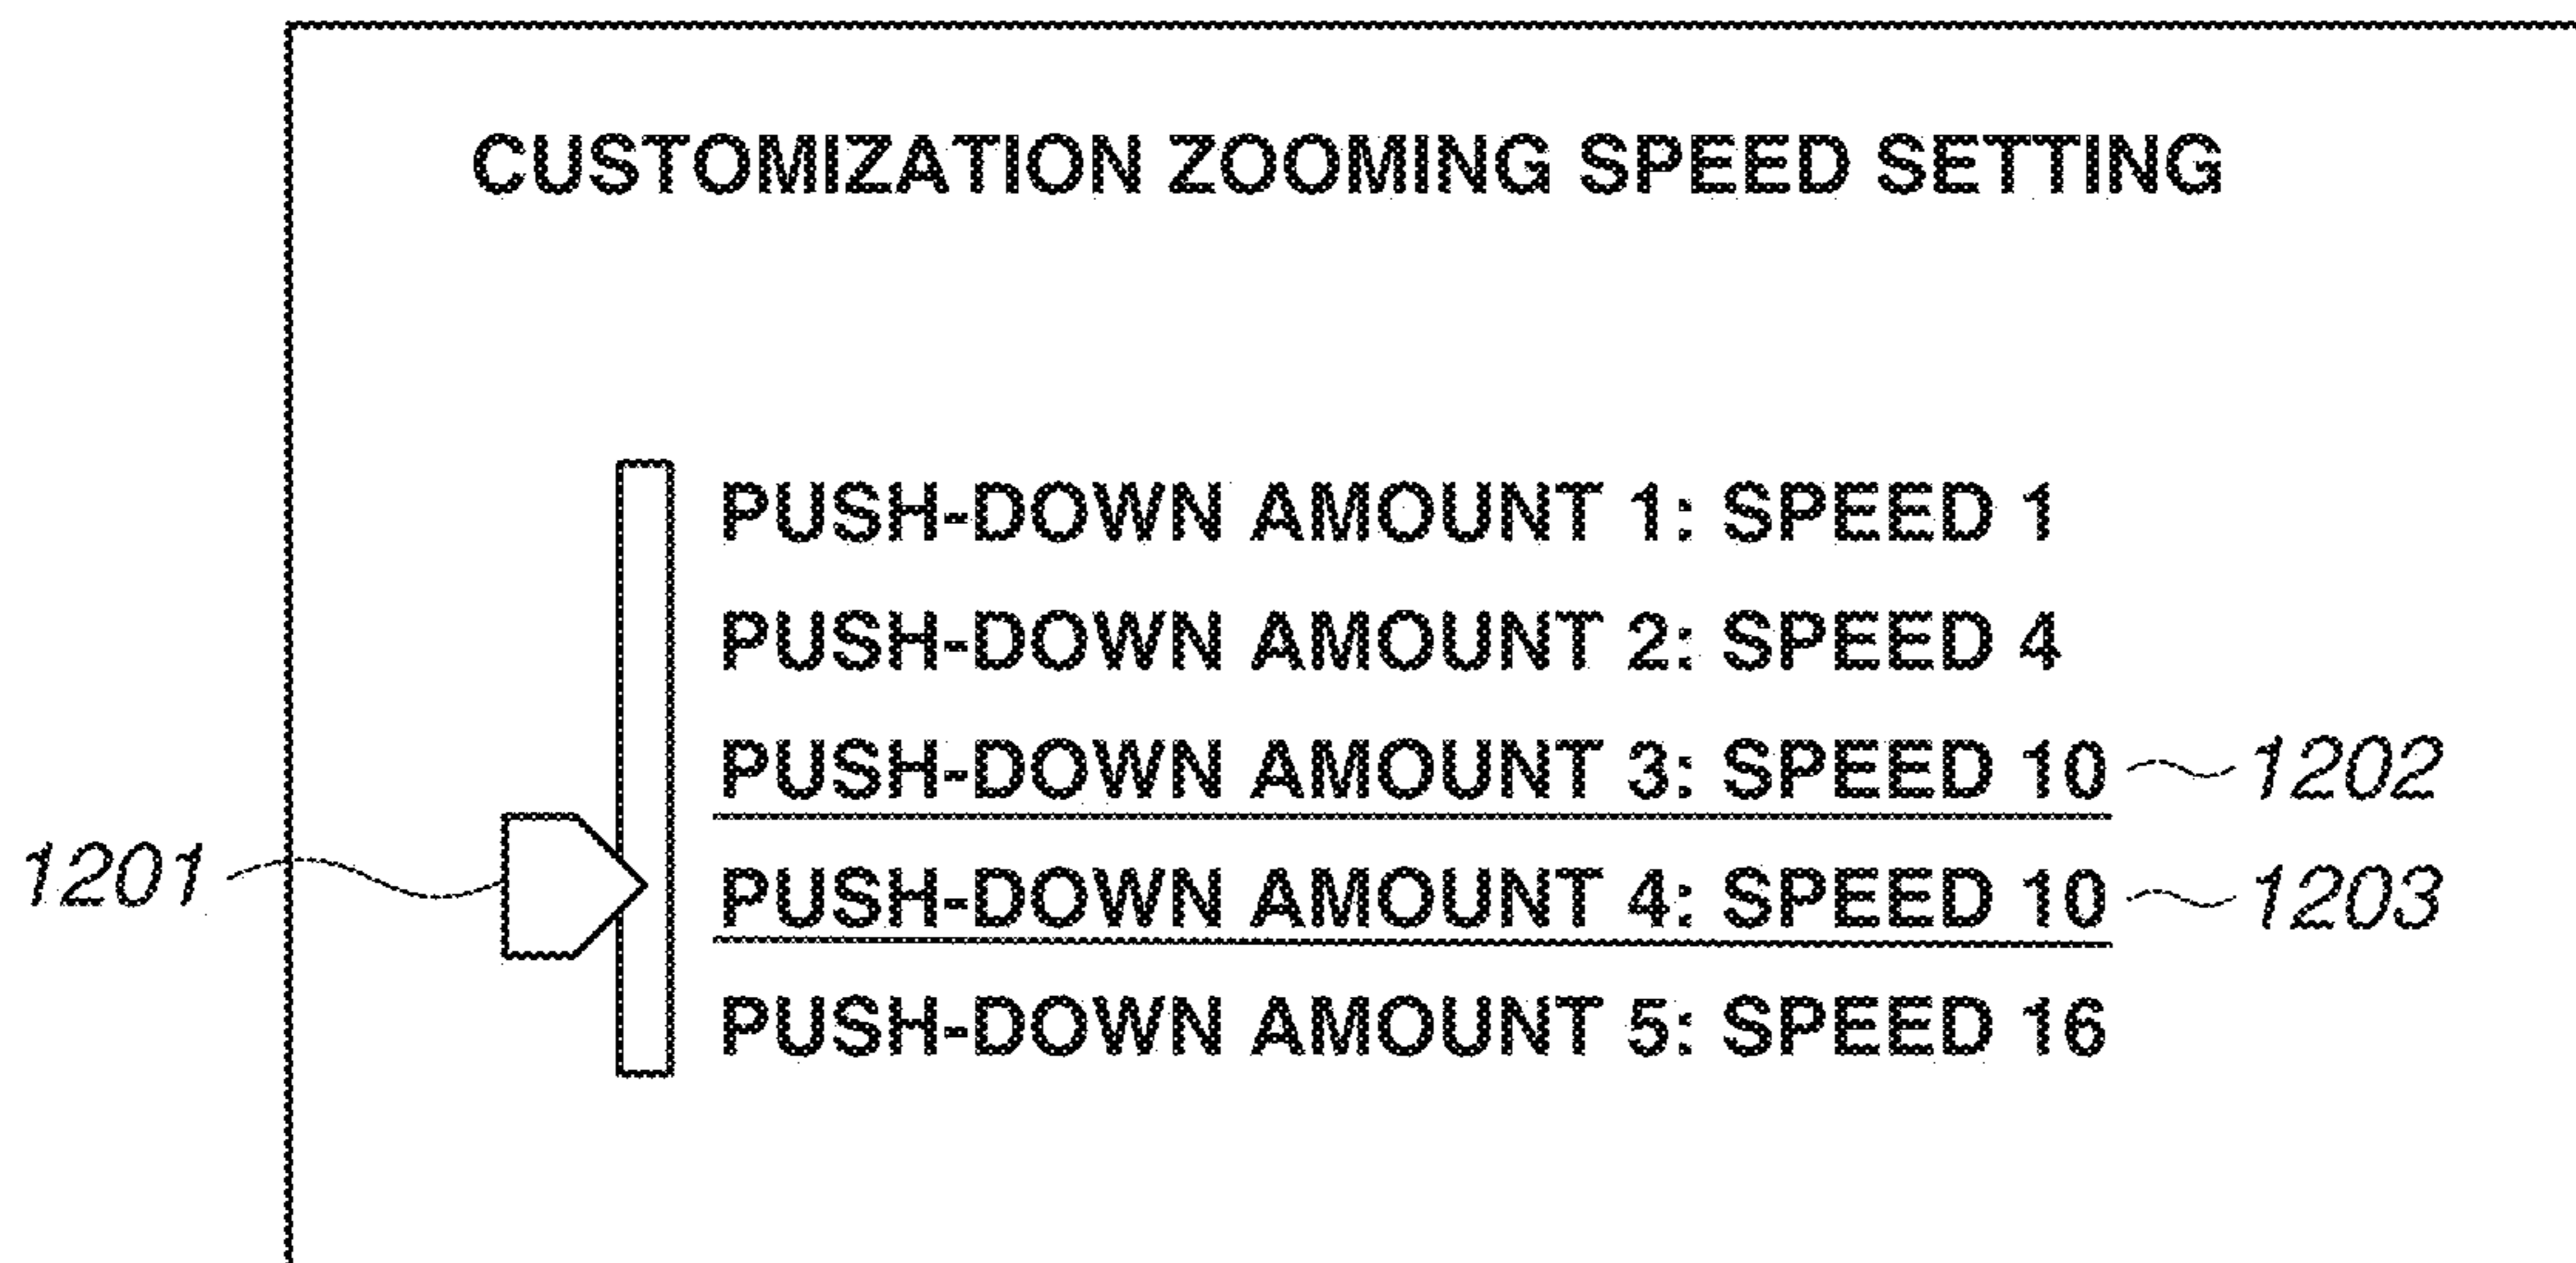 CUSTOMIZATION ZOOMING SPEED SETTING
PUSH-DOWN AMOUNT 1: SPEED 1
PUSH-DOWN AMOUNT 2: SPEED 4
PUSH-DOWN AMOUNT 3: SPEED 10
1202
1201
PUSH-DOWN AMOUNT 4: SPEED 10
1203
PUSH-DOWN AMOUNT 5: SPEED 16